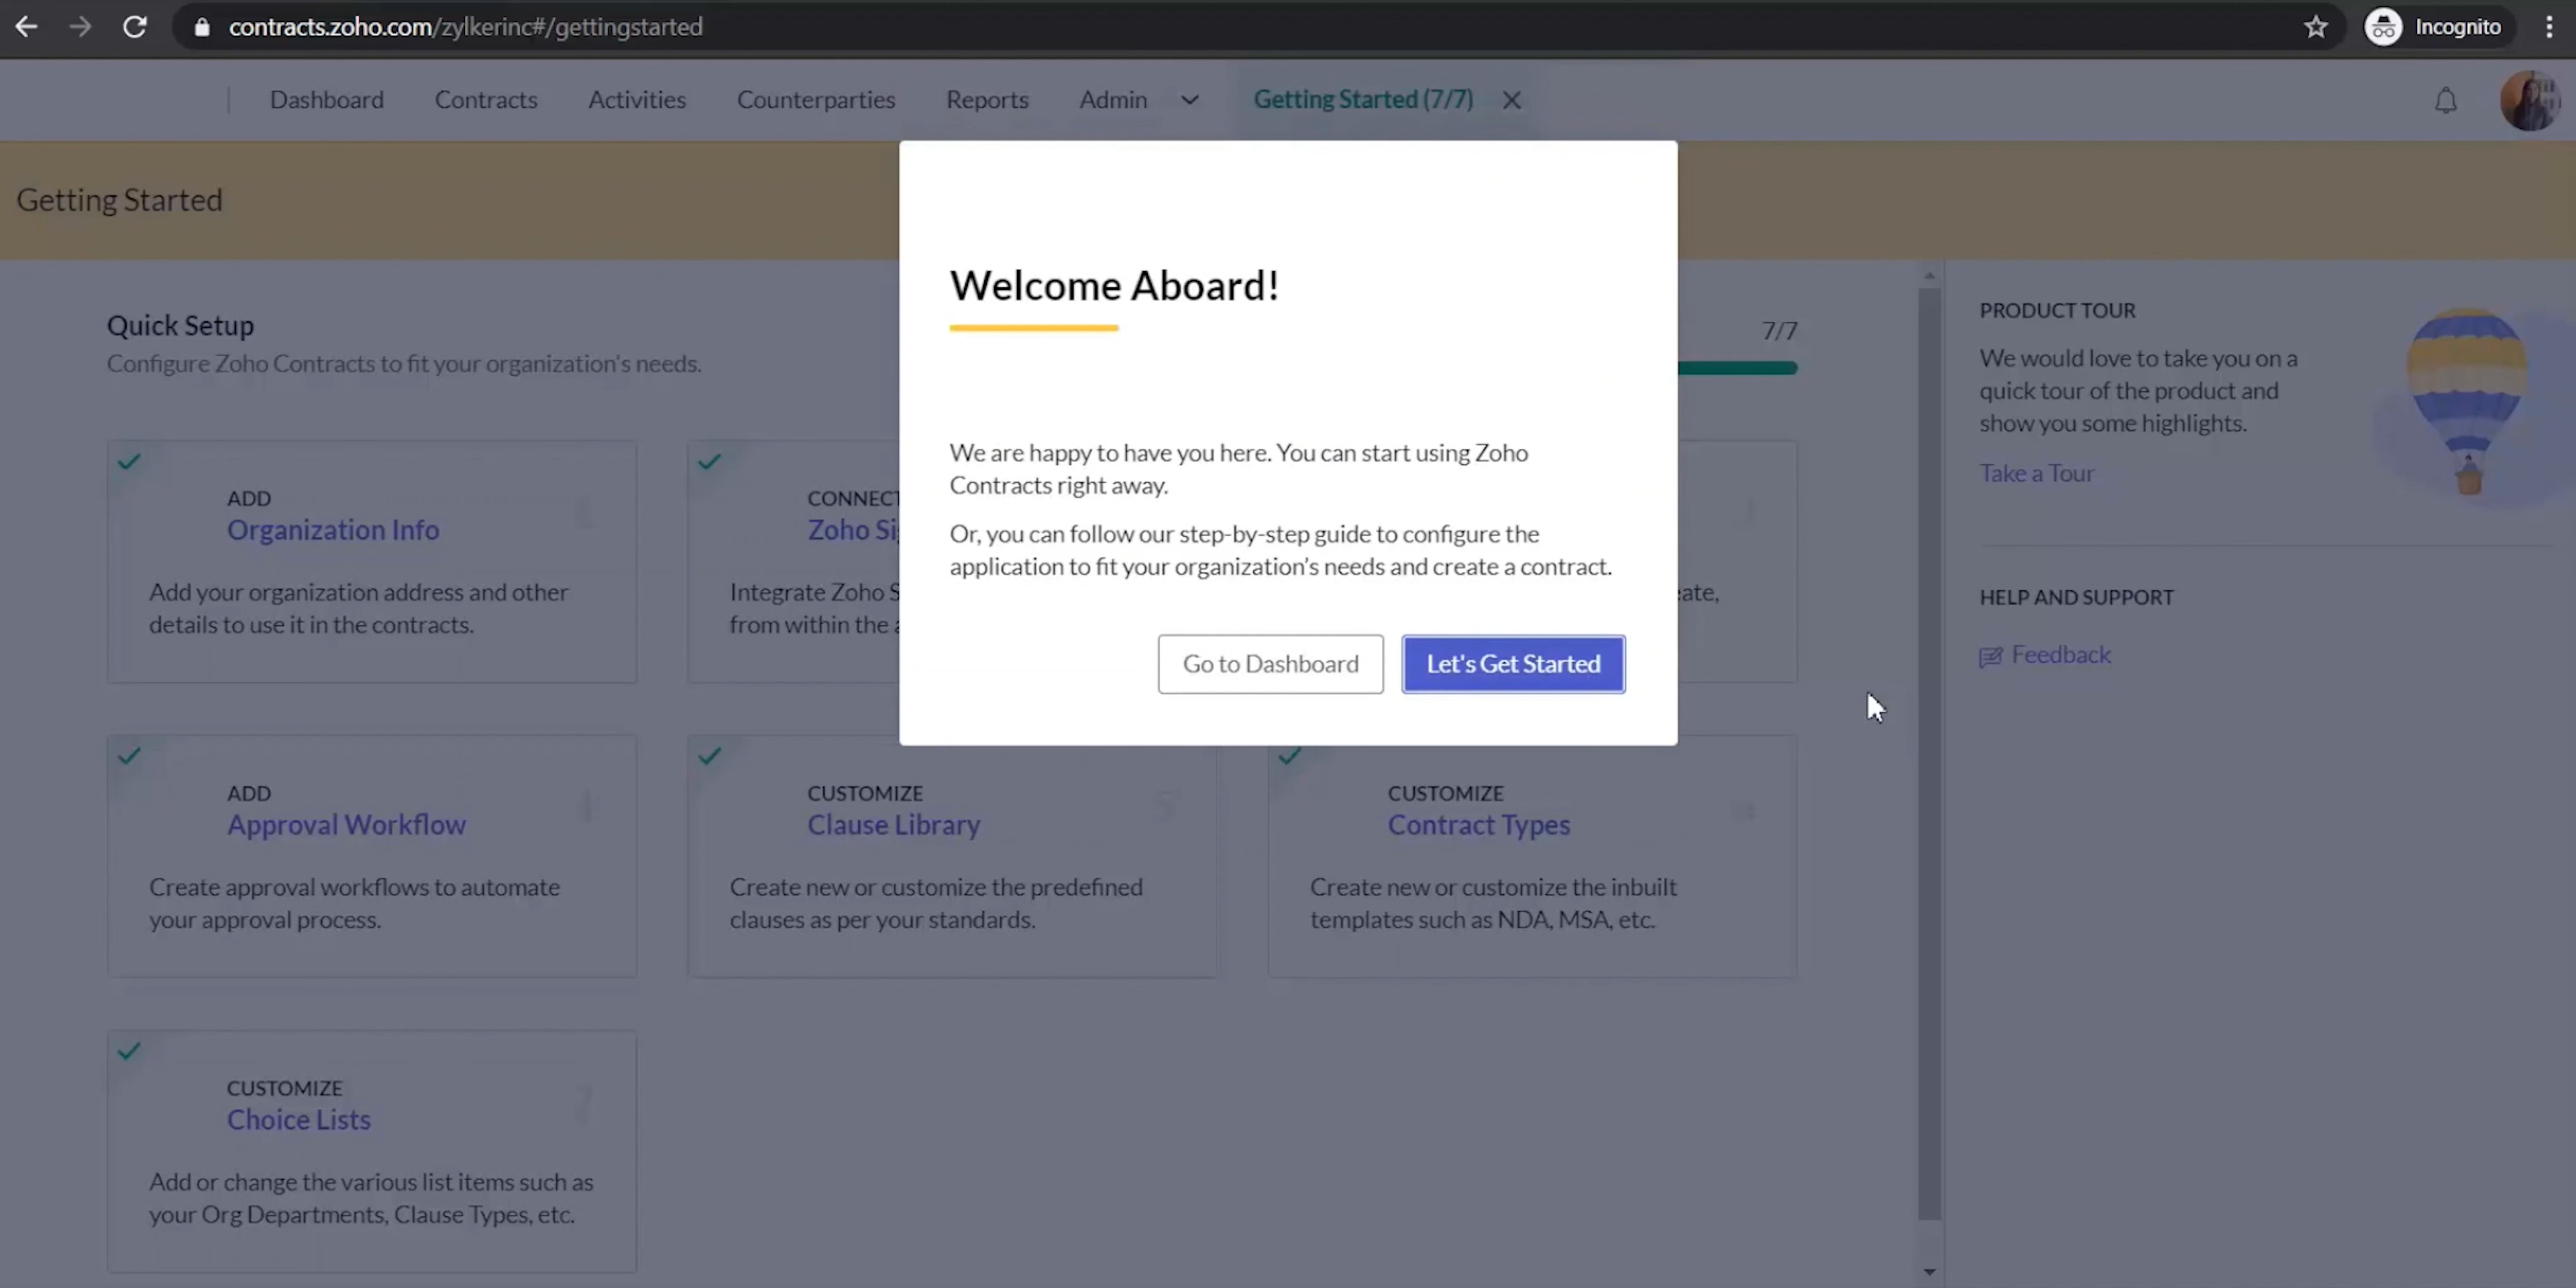 contracts.zoho.com/zylkerinc#/gettingstarted
Incognito
Dashboard Contracts Activities Counterparties Reports Admin Getting Started (7/7)
Getting Started
Welcome Aboard!
We are happy to have you here. You can start using Zoho
Contracts right away.
Or, you can follow our step-by-step guide to configure the
application to fit your organization's needs and create a contract.
Go to Dashboard Let's Get Started
Quick Setup
Configure Zoho Contracts to fit your organization's needs.
7/7
ADD
Organization Info
Add your organization address and other
details to use it in the contracts.
CONNECT
Zoho
Integrate Zoho
from within the
ADD
Approval Workflow
Create approval workflows to automate
your approval process.
CUSTOMIZE
Clause Library
5
Create new or customize the predefined
clauses as per your standards.
CUSTOMIZE
Contract Types
Create new or customize the inbuilt
templates such as NDA, MSA, etc.
CUSTOMIZE
Choice Lists
7
Add or change the various list items such as
your Org Departments, Clause Types, etc.
PRODUCT TOUR
We would love to take you on a
quick tour of the product and
show you some highlights.
Take a Tour
HELP AND SUPPORT
Feedback